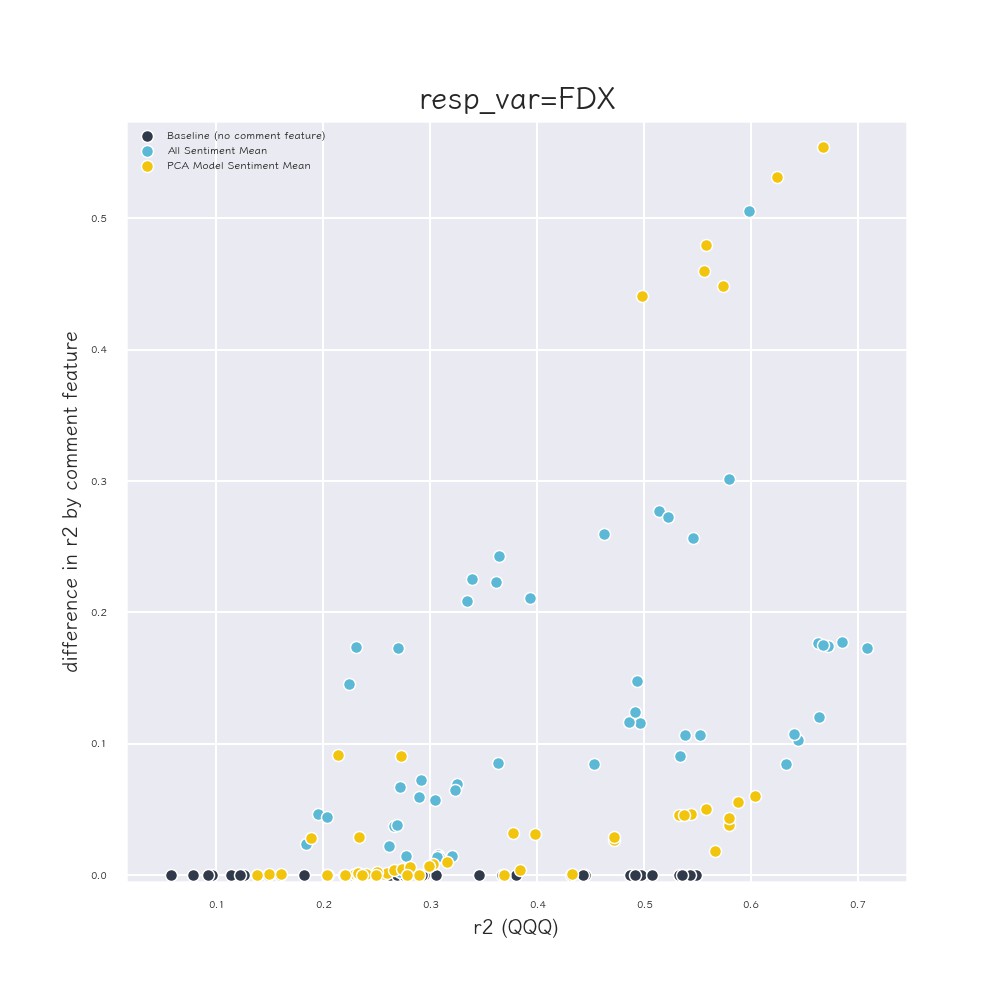 resp_var=FDX
Baseline (no comment feature)
All Sentiment Mean
PCA Model Sentiment Mean
difference in r2 by comment feature
0.5
0.4
0.3
0.2
0.1
0.0
0.1
0.2
0.3
0.4
0.5
0.6
0.7
r2 (QQQ)